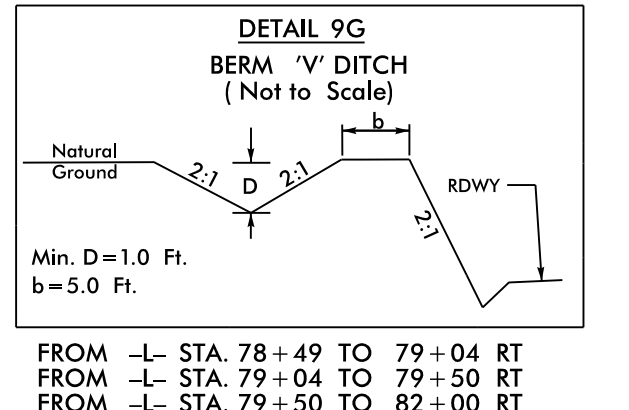 DETAIL 9G
BERM 'V' DITCH
( Not to Scale)
b
Natural
Ground
2:1
D
2:1
2:1
RDWY
Min. D=1.0 Ft.
b=5.0 Ft.
FROM -L- STA. 78+49 TO 79+04 RT
FROM -L- STA. 79+04 TO 79+50 RT
FROM -L- STA. 79+50 TO 82+00 RT